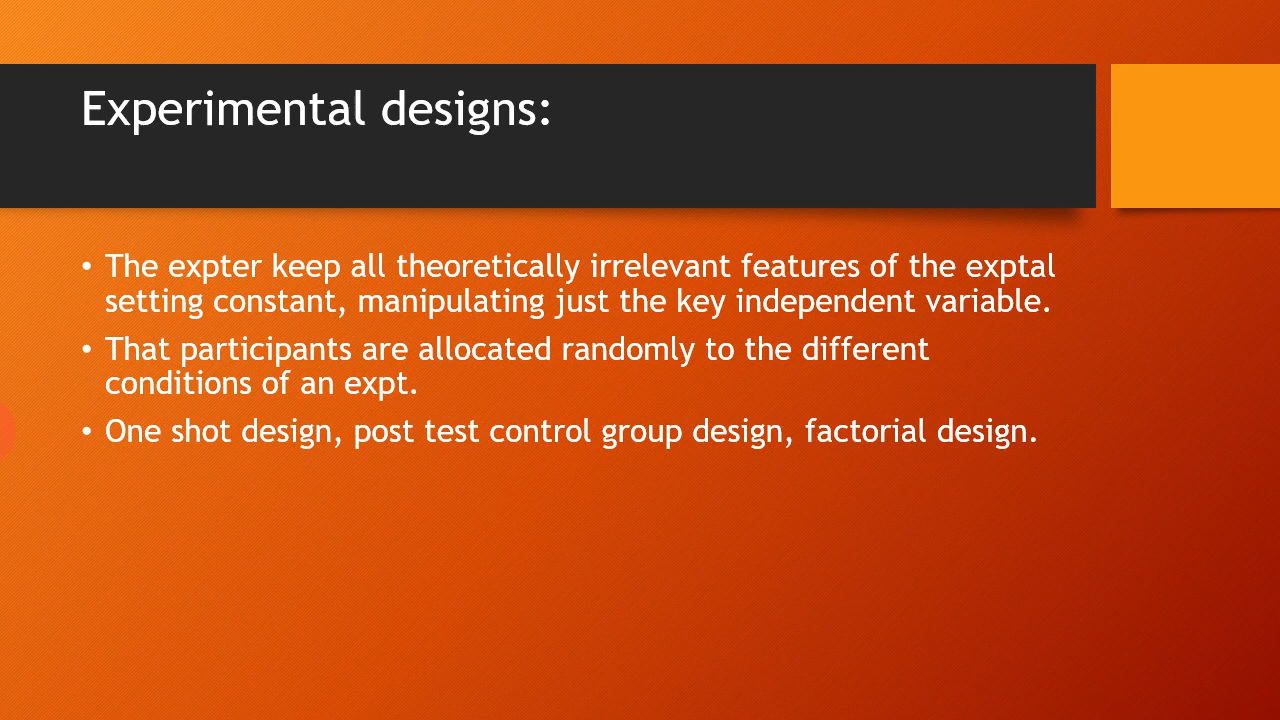 Experimental designs:
• The expter keep all theoretically irrelevant features of the exptal
setting constant, manipulating just the key independent variable.
• That participants are allocated randomly to the different
conditions of an expt.
• One shot design, post test control group design, factorial design.